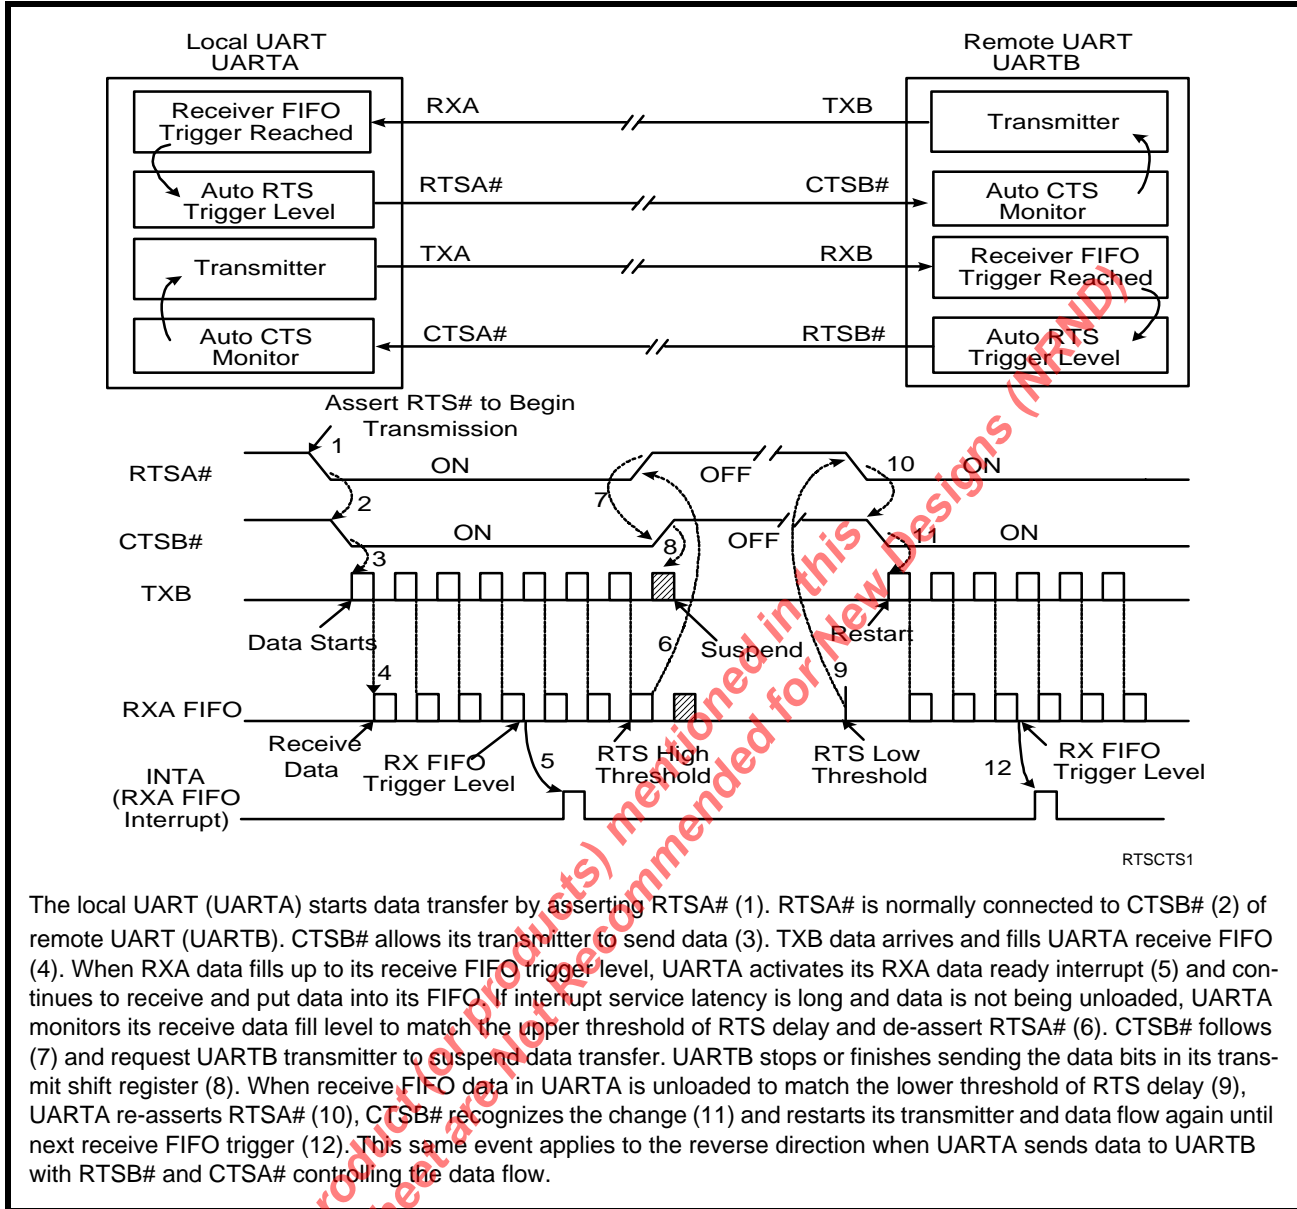 Local UART
UARTA
Remote UART
UARTB
Receiver FIFO
Trigger Reached
RXA
TXB
Transmitter
Auto RTS
Trigger Level
RTSA#
CTSB#
Auto CTS
Monitor
Transmitter
TXA
RXB
Receiver FIFO
Trigger Reached
Auto CTS
Monitor
CTSA#
RTSB#
Auto RTS
Trigger Level
Assert RTS# to Begin
Transmission
RTSA#
1
ON
OFF
10
ON
2
7
CTSB#
ON
OFF
11
ON
3
8
TXB
Data Starts
Suspend
Restart
4
6
9
RXA FIFO
Receive
Data
RX FIFO
Trigger Level
5
RTS High
Threshold
RTS Low
Threshold
12
RX FIFO
Trigger Level
INTA
(RXA FIFO
Interrupt)
RTSCTS1
The local UART (UARTA) starts data transfer by asserting RTSA# (1). RTSA# is normally connected to CTSB# (2) of
remote UART (UARTB). CTSB# allows its transmitter to send data (3). TXB data arrives and fills UARTA receive FIFO
(4). When RXA data fills up to its receive FIFO trigger level, UARTA activates its RXA data ready interrupt (5) and con-
tinues to receive and put data into its FIFO. If interrupt service latency is long and data is not being unloaded, UARTA
monitors its receive data fill level to match the upper threshold of RTS delay and de-assert RTSA# (6). CTSB# follows
(7) and request UARTB transmitter to suspend data transfer. UARTB stops or finishes sending the data bits in its trans-
mit shift register (8). When receive FIFO data in UARTA is unloaded to match the lower threshold of RTS delay (9),
UARTA re-asserts RTSA# (10), CTSB# recognizes the change (11) and restarts its transmitter and data flow again until
next receive FIFO trigger (12). This same event applies to the reverse direction when UARTA sends data to UARTB
with RTSB# and CTSA# controlling the data flow.
(or products) mentioned in this
are Not Recommended for New Designs (NRND)